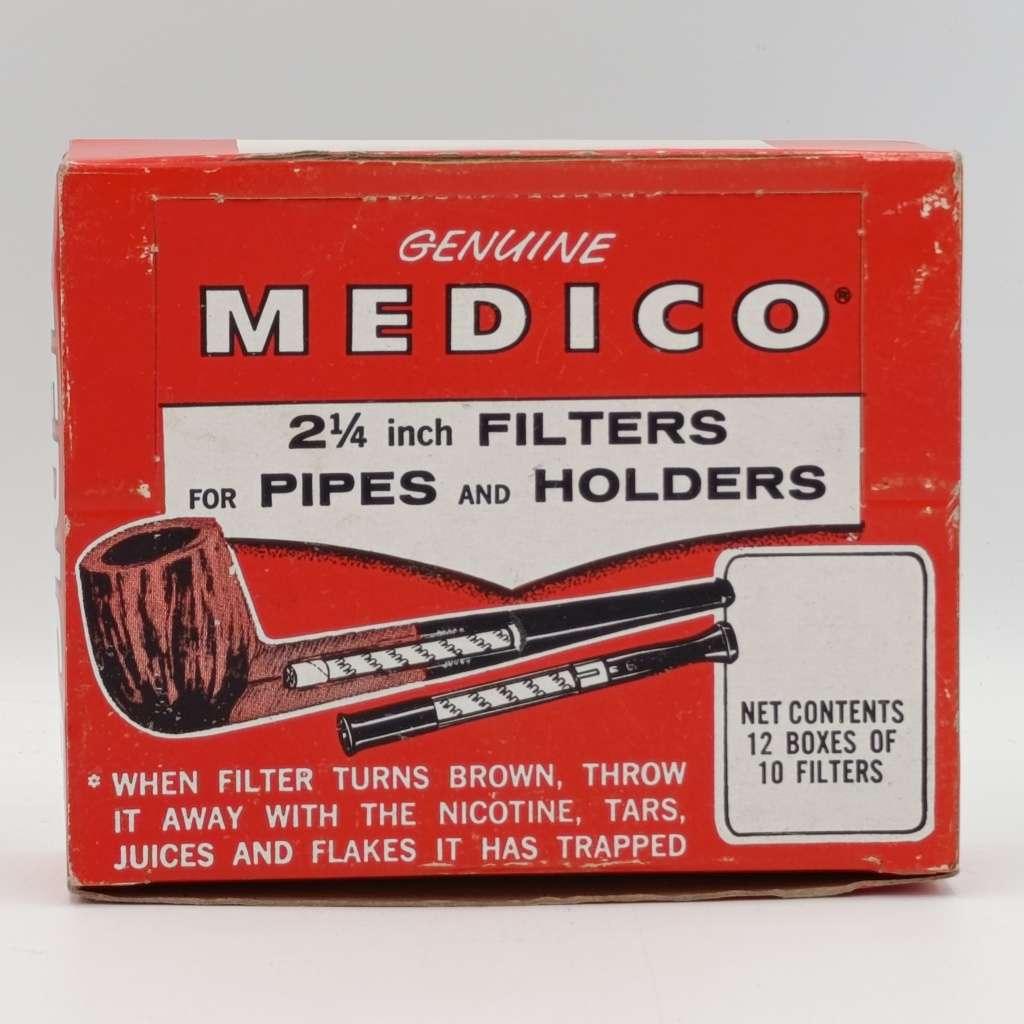 GENUINE
MEDICO®
2¼ inch FILTERS
FOR PIPES AND HOLDERS
NET CONTENTS
12 BOXES OF
10 FILTERS
* WHEN FILTER TURNS BROWN, THROW
IT AWAY WITH THE NICOTINE, TARS,
JUICES AND FLAKES IT HAS TRAPPED